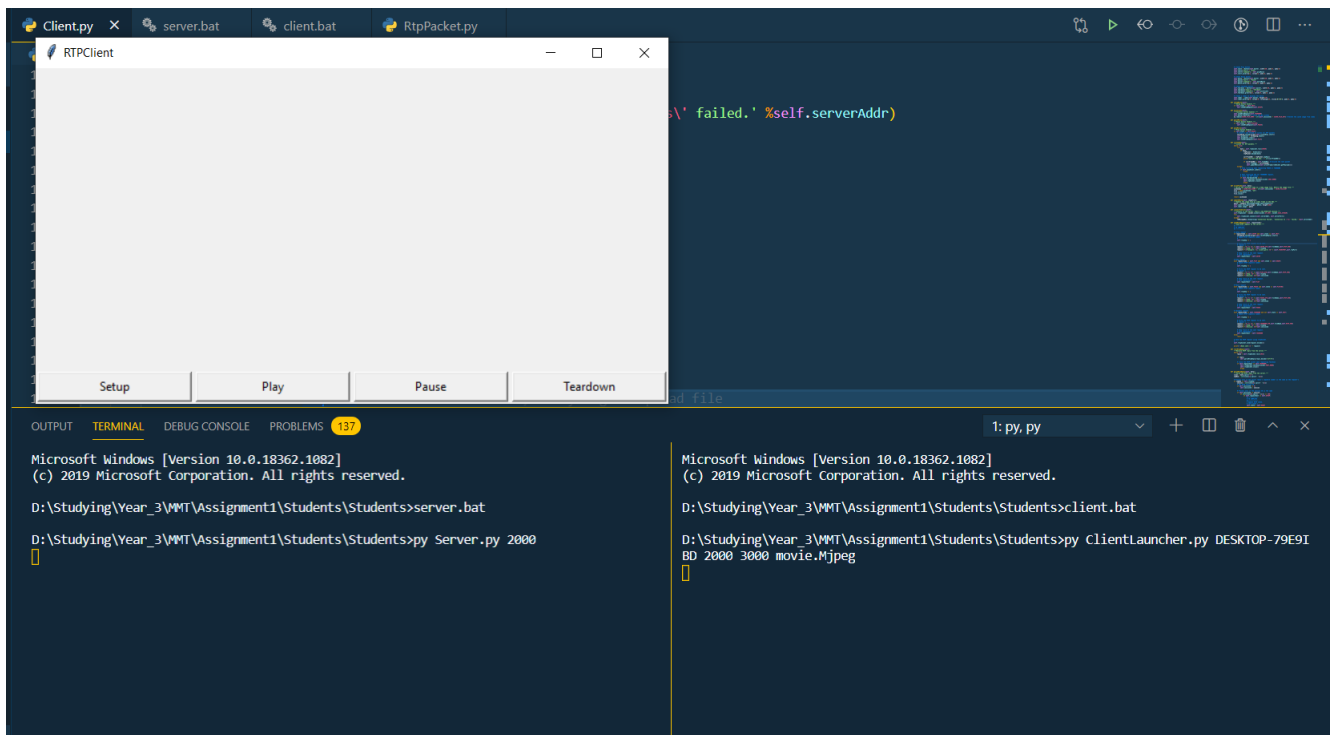 Client.py server.bat client.bat RtpPacket.py
RTPClient
\' failed.' %self.serverAddr)
Setup Play Pause Teardown
ad file
OUTPUT TERMINAL DEBUG CONSOLE PROBLEMS 137 1: py, py
Microsoft Windows [Version 10.0.18362.1082]
(c) 2019 Microsoft Corporation. All rights reserved.
D:\Studying\Year_3\MMT\Assignment1\Students\Students>server.bat
D:\Studying\Year_3\MMT\Assignment1\Students\Students>py Server.py 2000
Microsoft Windows [Version 10.0.18362.1082]
(c) 2019 Microsoft Corporation. All rights reserved.
D:\Studying\Year_3\MMT\Assignment1\Students\Students>client.bat
D:\Studying\Year_3\MMT\Assignment1\Students\Students>py ClientLauncher.py DESKTOP-79E9I
BD 2000 3000 movie.Mjpeg